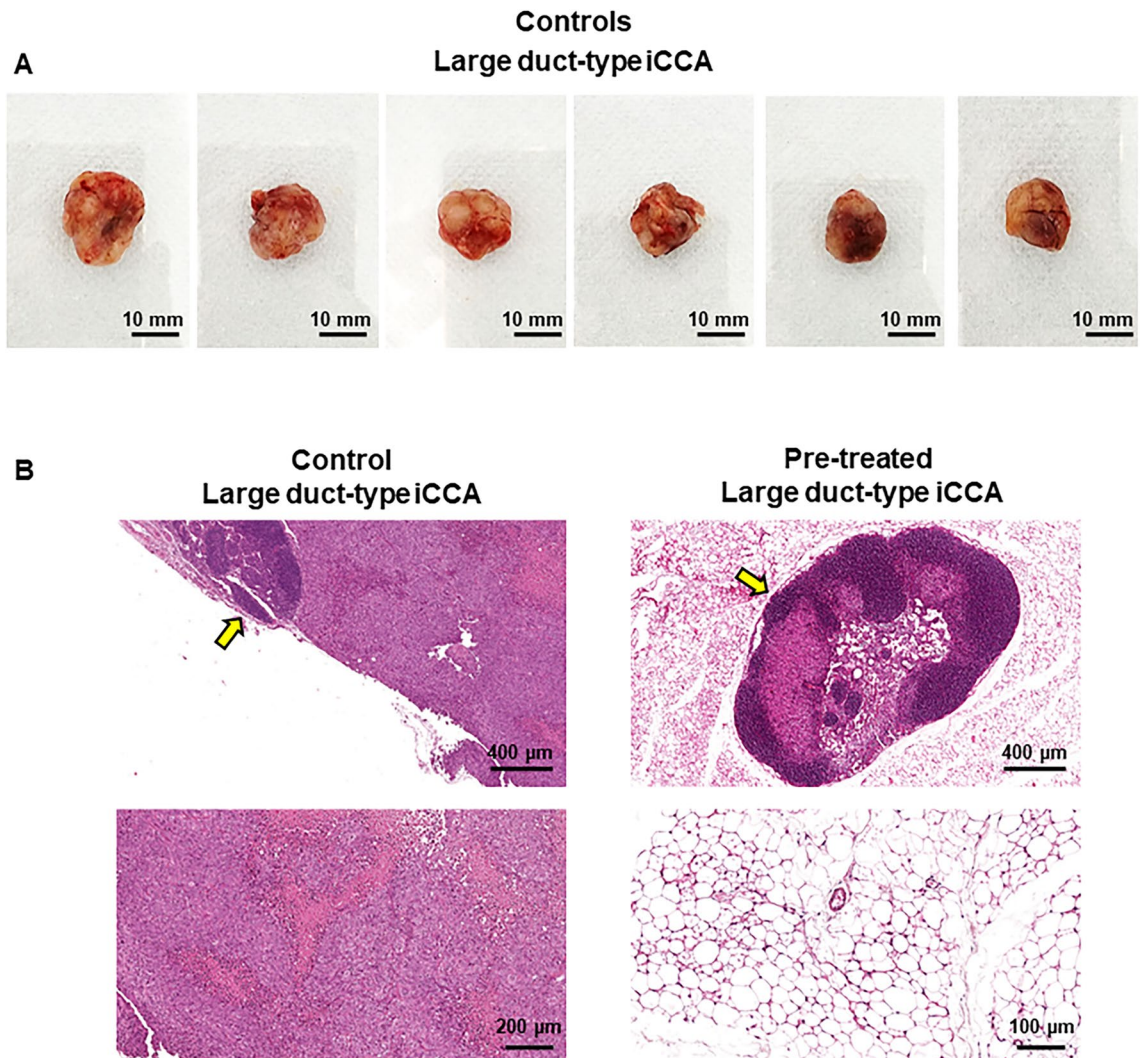 Controls
Large duct-type iCCA
A
10 mm
10 mm
10 mm
10 mm
10 mm
10 mm
B
Control
Large duct-type iCCA
Pre-treated
Large duct-type iCCA
400 µm
400 µm
200 µm
100 µm